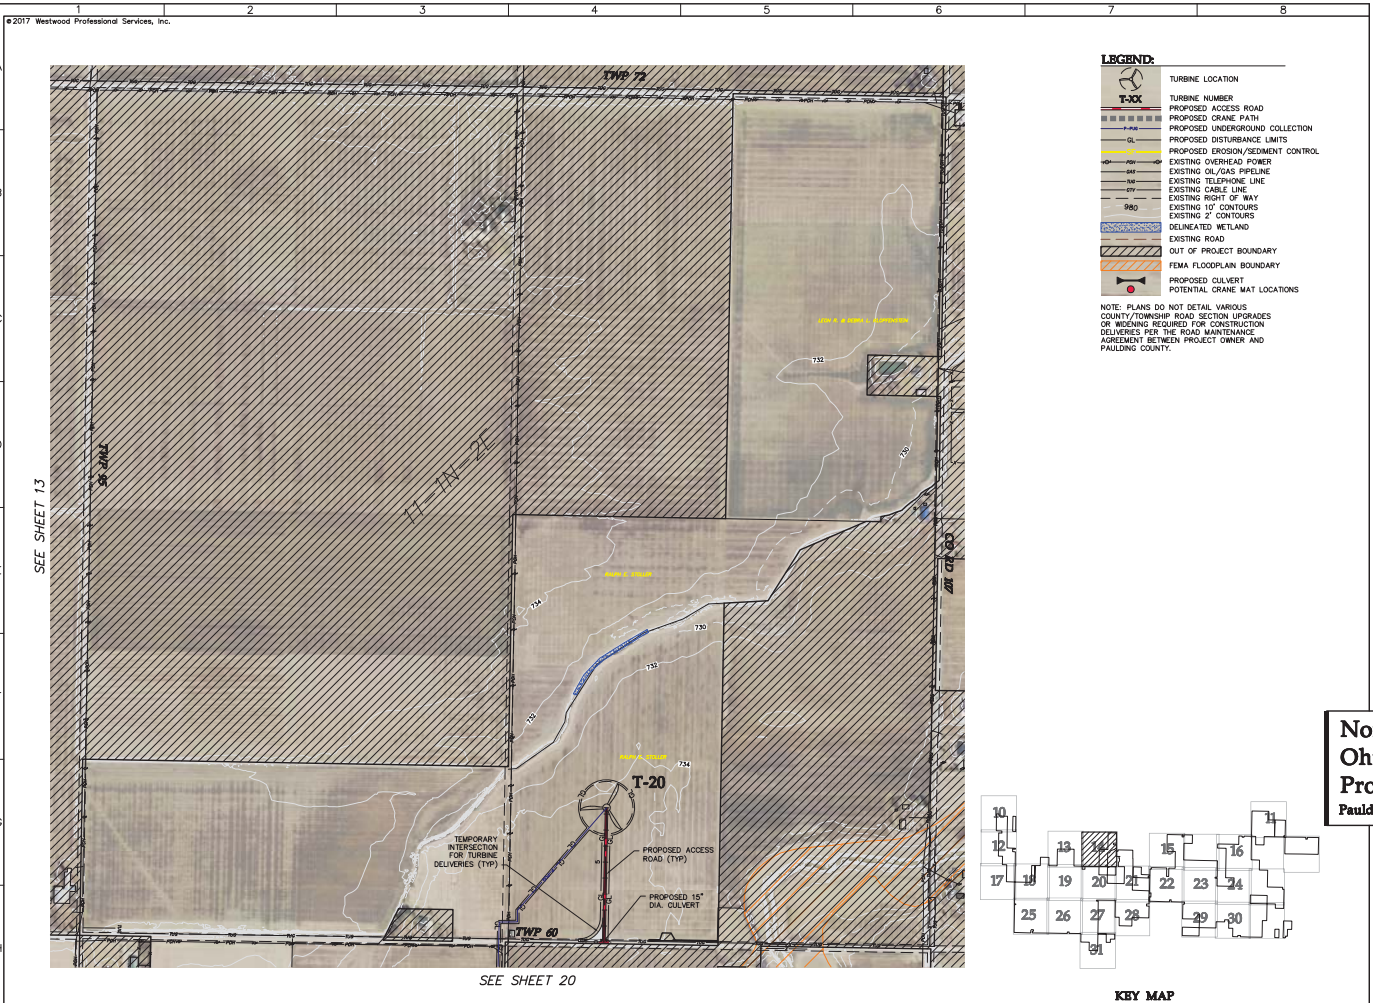 1 2 3 4 5 6 7 8
©2017 Westwood Professional Services, Inc.
TWP 72
LEGEND:
TURBINE LOCATION
T-XX TURBINE NUMBER
PROPOSED ACCESS ROAD
PROPOSED CRANE PATH
PROPOSED UNDERGROUND COLLECTION
GL PROPOSED DISTURBANCE LIMITS
PROPOSED EROSION/SEDIMENT CONTROL
POH EXISTING OVERHEAD POWER
GAS EXISTING OIL/GAS PIPELINE
TUG EXISTING TELEPHONE LINE
CTV EXISTING CABLE LINE
EXISTING RIGHT OF WAY
980 EXISTING 10' CONTOURS
EXISTING 2' CONTOURS
DELINEATED WETLAND
EXISTING ROAD
OUT OF PROJECT BOUNDARY
FEMA FLOODPLAIN BOUNDARY
PROPOSED CULVERT
POTENTIAL CRANE MAT LOCATIONS
NOTE: PLANS DO NOT DETAIL VARIOUS
COUNTY/TOWNSHIP ROAD SECTION UPGRADES
OR WIDENING REQUIRED FOR CONSTRUCTION
DELIVERIES PER THE ROAD MAINTENANCE
AGREEMENT BETWEEN PROJECT OWNER AND
PAULDING COUNTY.
732
730
TWP 95
11-1N-2E
SEE SHEET 13
CO RD 107
RALPH E. STOLLER
734
730
732
732
734
T-20
TEMPORARY
INTERSECTION
FOR TURBINE
DELIVERIES (TYP)
PROPOSED ACCESS
ROAD (TYP)
PROPOSED 15"
DIA. CULVERT
TWP 60
SEE SHEET 20
Pauld
10 11
12 13 14 15 16
17 18 19 20 21 22 23 24
25 26 27 28 29 30
31
KEY MAP